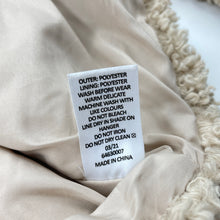 OUTER: POLYESTER
LINING: POLYESTER
WASH BEFORE WEAR
WARM DELICATE
MACHINE WASH WITH
LIKE COLOURS
DO NOT BLEACH
LINE DRY IN SHADE ON
HANGER
DO NOT IRON
DO NOT DRY CLEAN
03/21
64630007
MADE IN CHINA